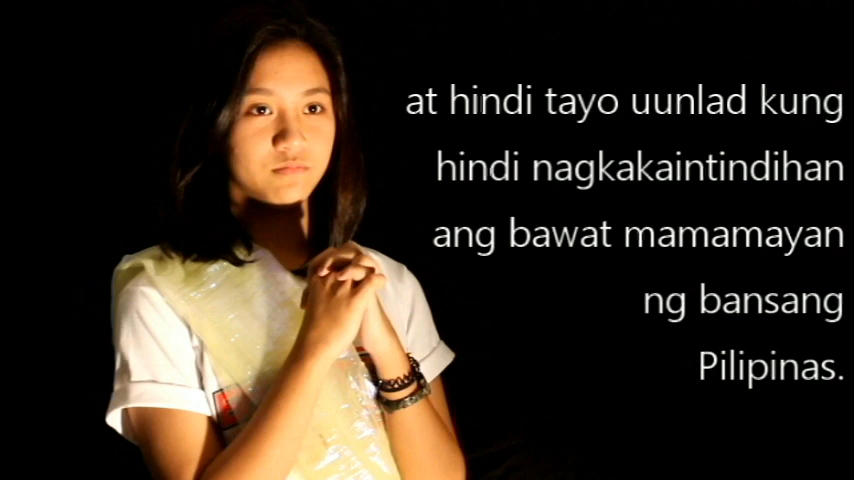 at hindi tayo uunlad kung
hindi nagkakaintindihan
ang bawat mamamayan
ng bansang
Pilipinas.